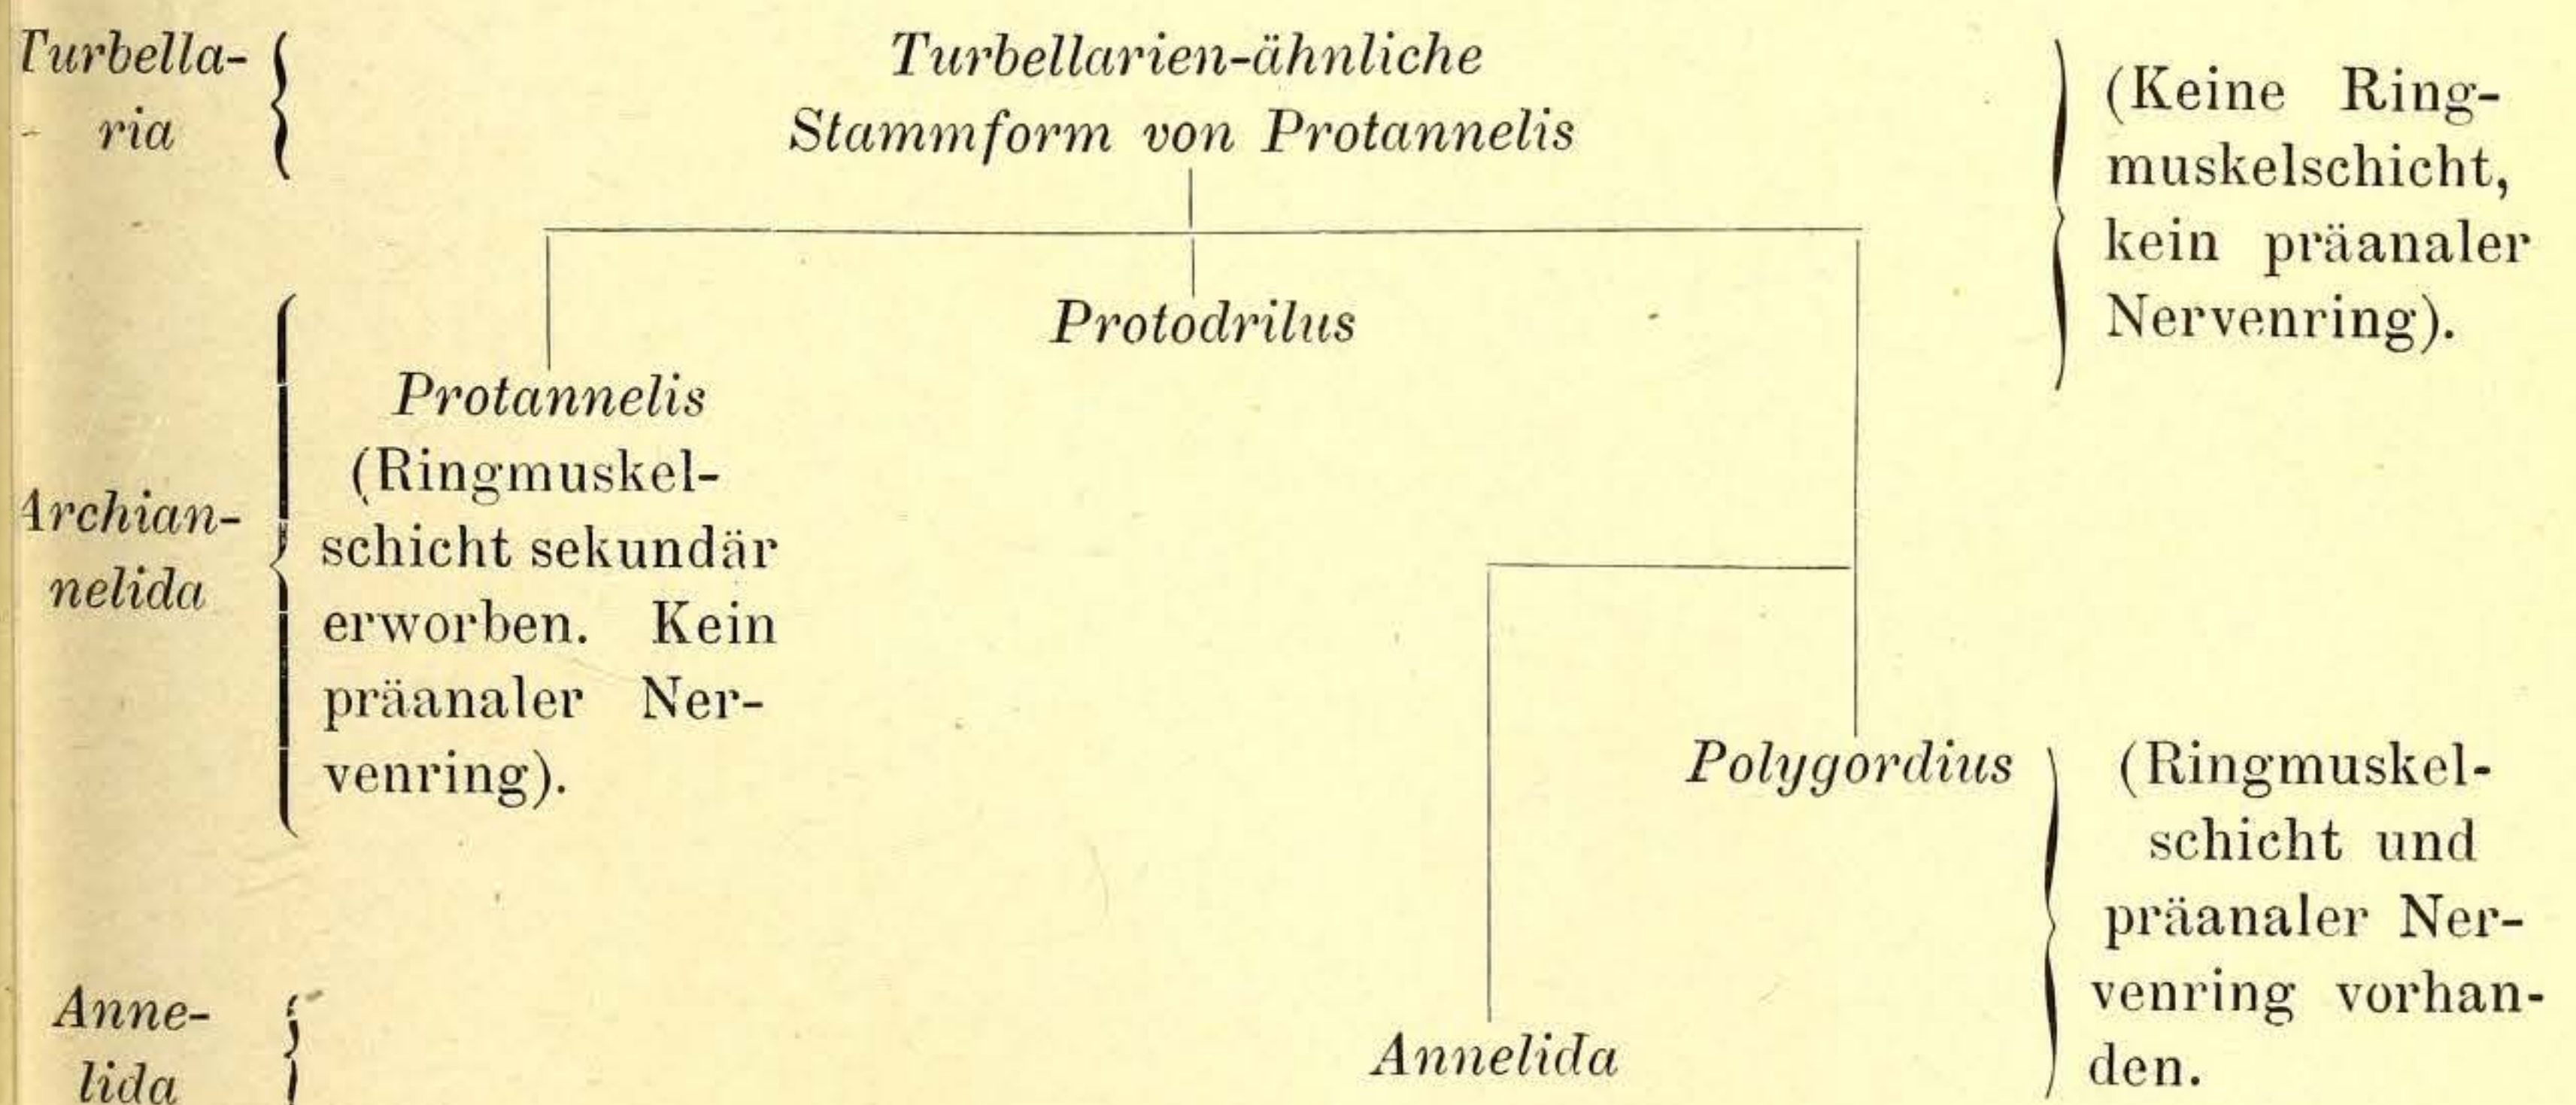 Turbella-
ria
Turbellarien-ähnliche
Stammform von Protannelis
(Keine Ring-
muskelschicht,
kein präanaler
Nervenring).
Protodrilus
Archian-
nelida
Protannelis
(Ringmuskel-
schicht sekundär
erworben. Kein
präanaler Ner-
venring).
Polygordius
(Ringmuskel-
schicht und
präanaler Ner-
venring vorhan-
den.
Anne-
lida
Annelida